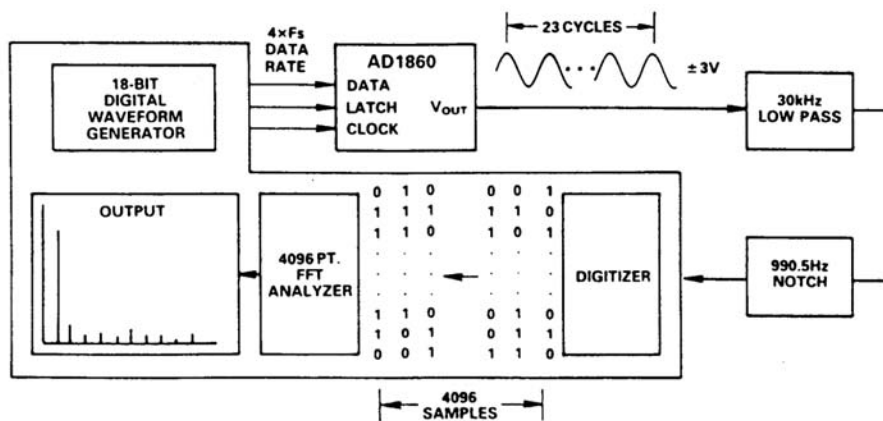 4×Fs
DATA
RATE
18-BIT
DIGITAL
WAVEFORM
GENERATOR
AD1860
DATA
LATCH
CLOCK
VOUT
23 CYCLES
±3V
30kHz
LOW PASS
OUTPUT
4096 PT.
FFT
ANALYZER
0 1 0 0 0 1
1 1 1 1 1 0
1 1 0 1 0 1
1 1 0 0 1 0
1 0 1 1 1 0
0 0 1 1 1 0
DIGITIZER
990.5Hz
NOTCH
4096
SAMPLES